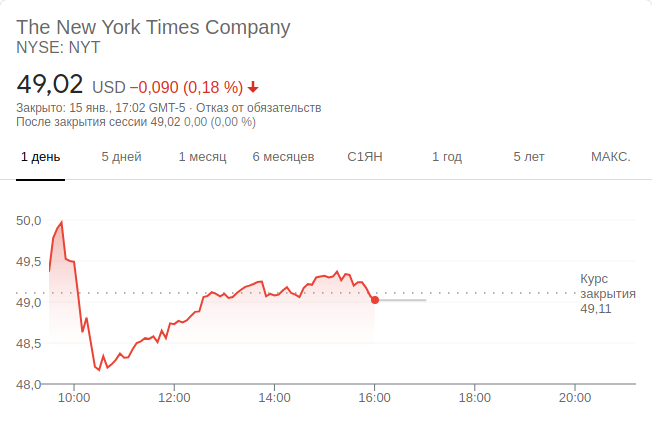 The New York Times Company
NYSE: NYT
49,02 USD −0,090 (0,18 %)
Закрыто: 15 янв., 17:02 GMT-5 · Отказ от обязательств
После закрытия сессии 49,02 0,00 (0,00 %)
1 день 5 дней 1 месяц 6 месяцев С1ЯН 1 год 5 лет МАКС.
50,0
49,5
49,0
48,5
48,0
Курс
закрытия
49,11
10:00 12:00 14:00 16:00 18:00 20:00